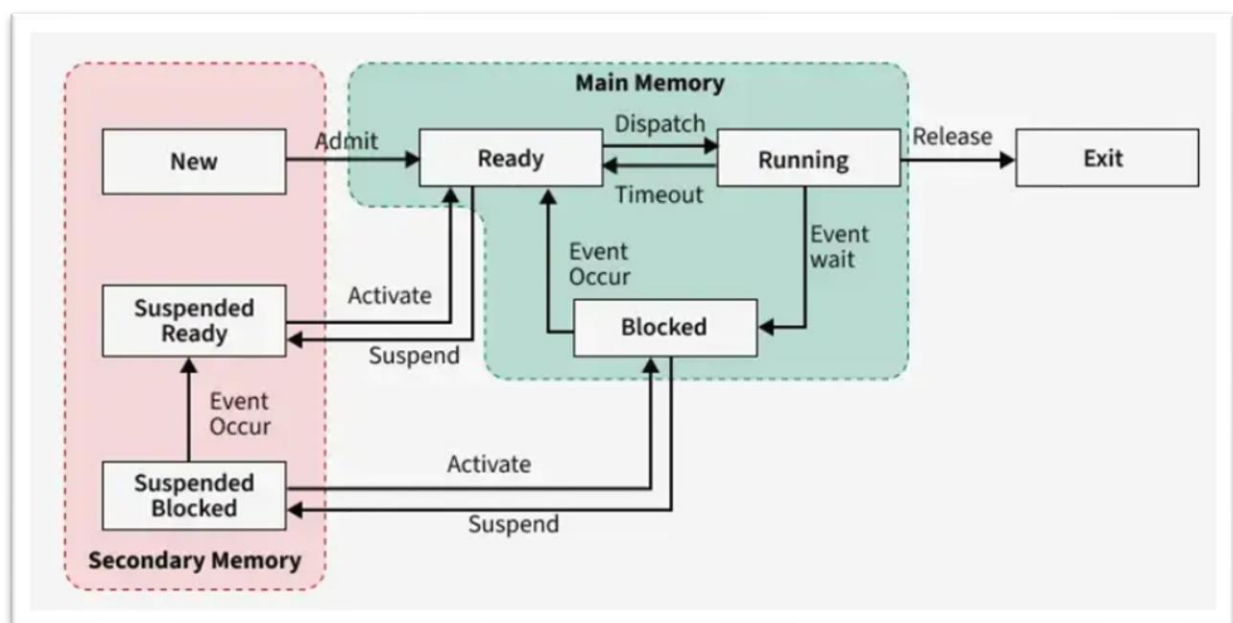 Main Memory
New
Admit
Ready
Dispatch
Timeout
Running
Release
Exit
Event
wait
Event
Occur
Blocked
Suspended
Ready
Activate
Suspend
Event
Occur
Suspended
Blocked
Activate
Suspend
Secondary Memory